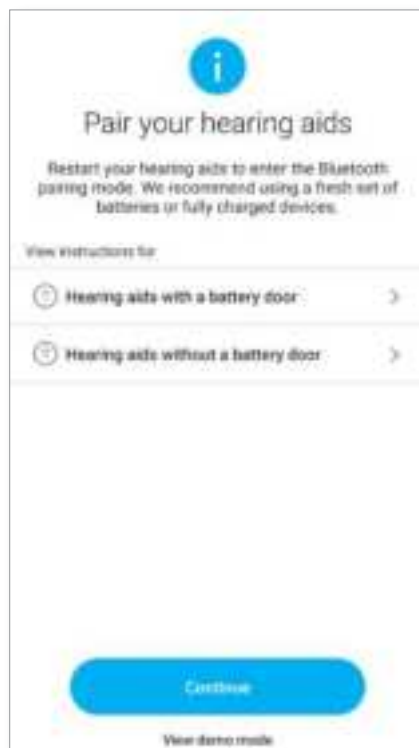 i
Pair your hearing aids
Restart your hearing aids to enter the Bluetooth
pairing mode. We recommend using a fresh set of
batteries or fully charged devices.
View instructions for
Hearing aids with a battery door
Hearing aids without a battery door
Continue
View demo mode